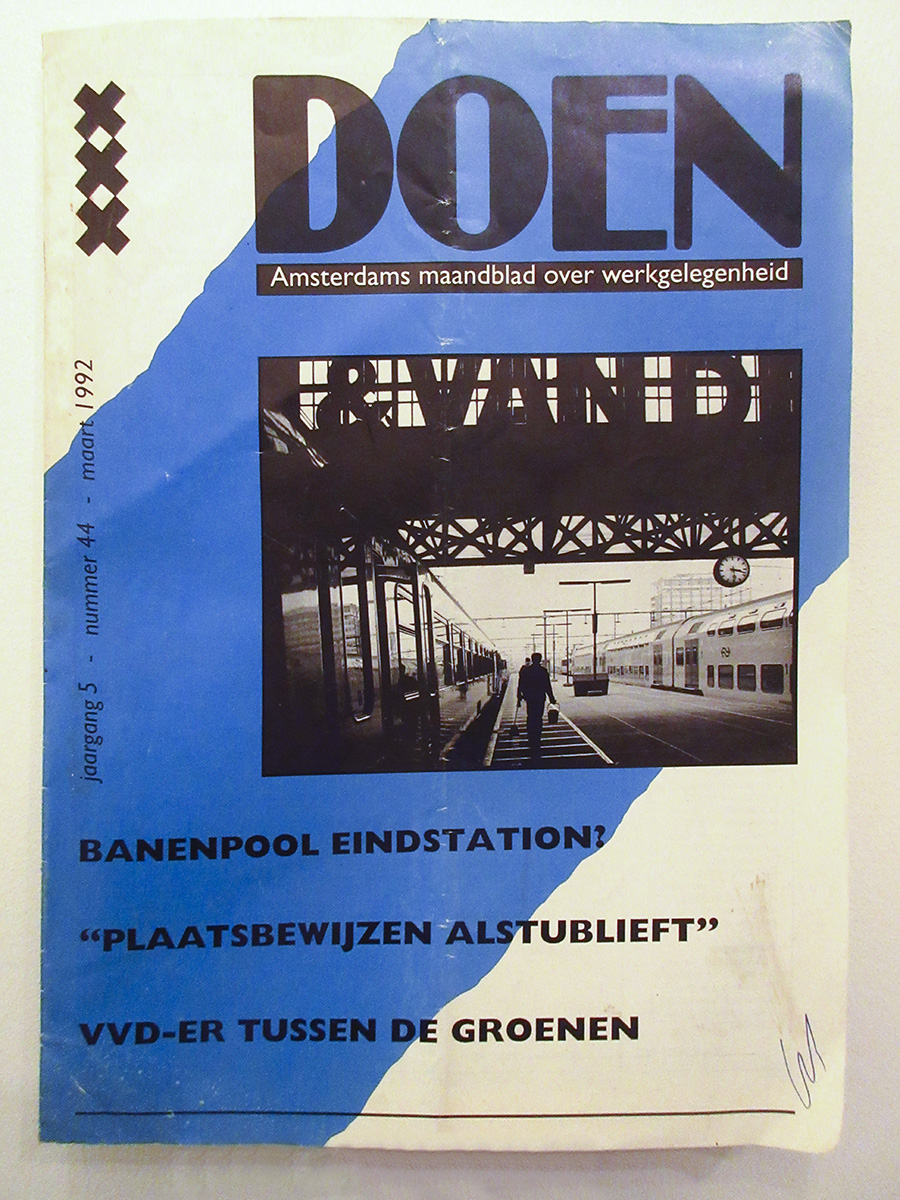 DOEN
Amsterdams maandblad over werkgelegenheid
jaargang 5 - nummer 44 - maart 1992
& VAN D
BANENPOOL EINDSTATION?
“PLAATSBEWIJZEN ALSTUBLIEFT”
VVD-ER TUSSEN DE GROENEN